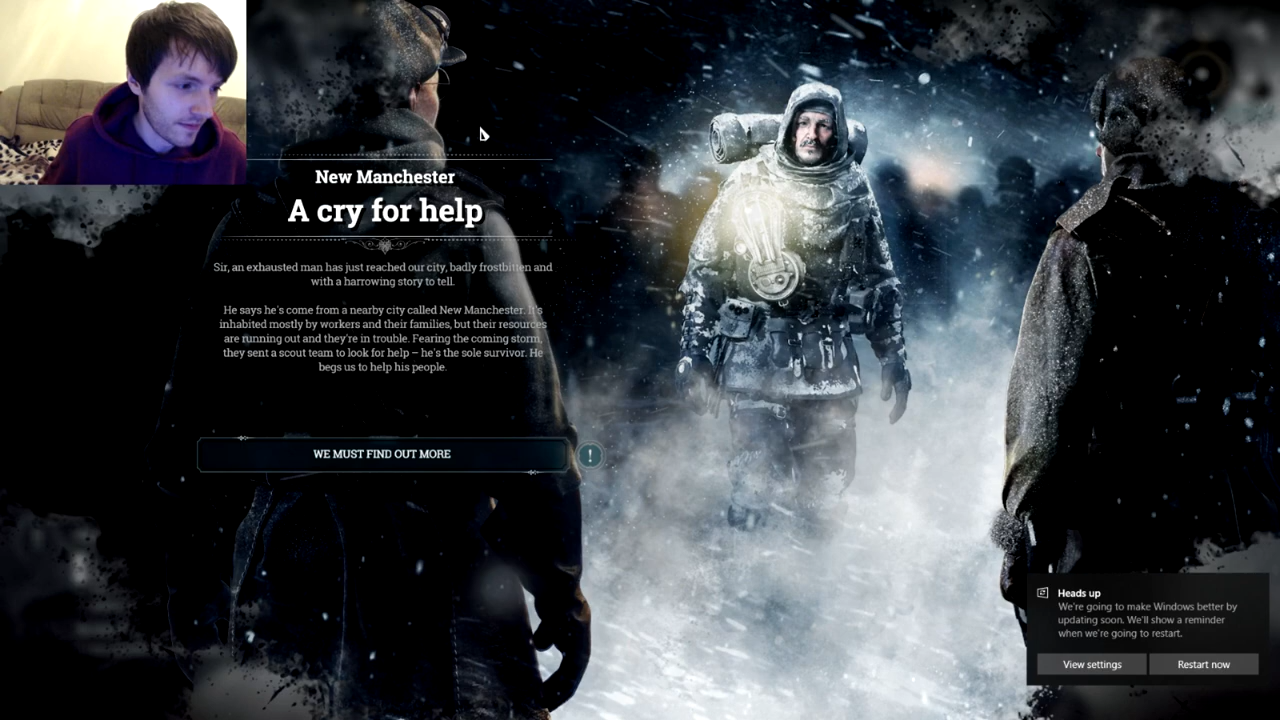 New Manchester
A cry for help
Sir, an exhausted man has just reached our city, badly frostbitten and
with a harrowing story to tell.
He says he's come from a nearby city called New Manchester. It's
inhabited mostly by workers and their families, but their resources
are running out and they're in trouble. Fearing the coming storm,
they sent a scout team to look for help – he's the sole survivor. He
begs us to help his people.
WE MUST FIND OUT MORE
!
Heads up
We're going to make Windows better by
updating soon. We'll show a reminder
when we're going to restart.
View settings
Restart now